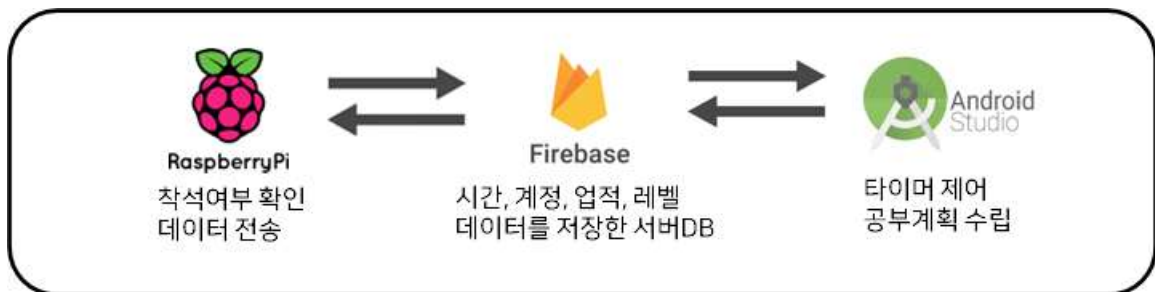 RaspberryPi
착석여부 확인
데이터 전송
Firebase
시간, 계정, 업적, 레벨
데이터를 저장한 서버DB
Android
Studio
타이머 제어
공부계획 수립